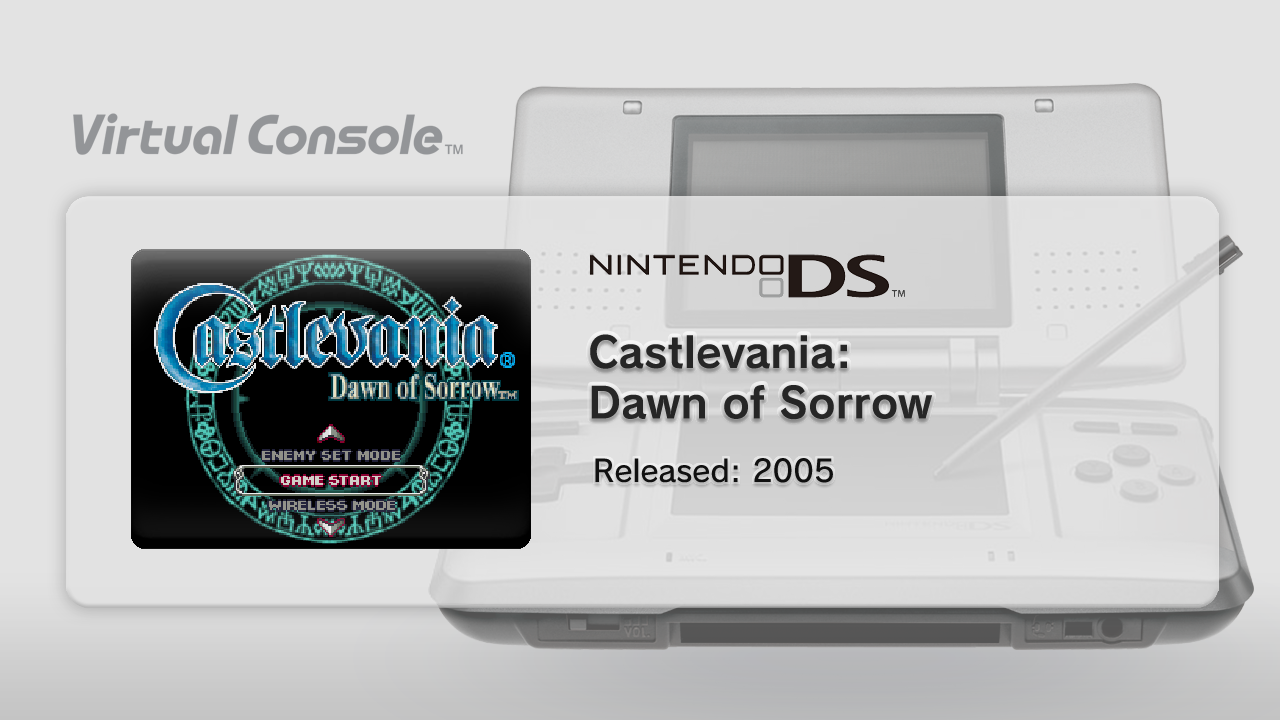 Virtual Console™
NINTENDO DS™
Castlevania®
Dawn of Sorrow™
ENEMY SET MODE
GAME START
WIRELESS MODE
Castlevania:
Dawn of Sorrow
Released: 2005
VOL.